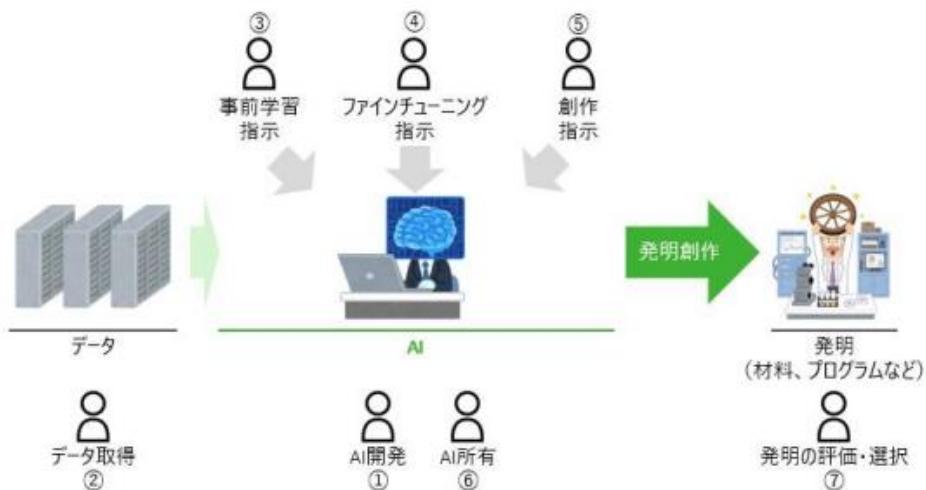 ③
④
⑤
事前学習
指示
ファインチューニング
指示
創作
指示
発明創作
データ
AI
発明
(材料、プログラムなど)
データ取得
②
AI開発
①
AI所有
⑥
発明の評価・選択
⑦